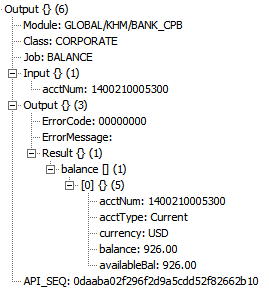 Output {} (6)
Module: GLOBAL/KHM/BANK_CPB
Class: CORPORATE
Job: BALANCE
Input {} (1)
acctNum: 1400210005300
Output {} (3)
ErrorCode: 00000000
ErrorMessage:
Result {} (1)
balance [] (1)
[0] {} (5)
acctNum: 1400210005300
acctType: Current
currency: USD
balance: 926.00
availableBal: 926.00
API_SEQ: 0daaba02f296f2d9a5cdd52f82662b10